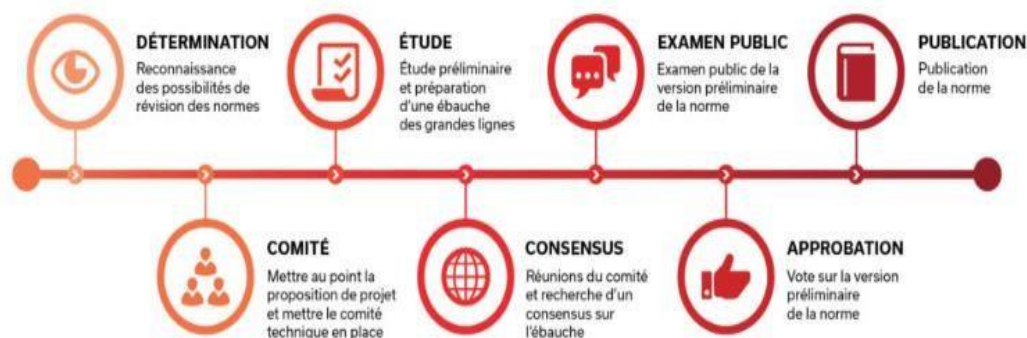 DÉTERMINATION
Reconnaissance
des possibilités de
révision des normes
COMITÉ
Mettre au point la
proposition de projet
et mettre le comité
technique en place
ÉTUDE
Étude préliminaire
et préparation
d'une ébauche
des grandes lignes
CONSENSUS
Réunions du comité
et recherche d'un
consensus sur
l'ébauche
EXAMEN PUBLIC
Examen public de la
version préliminaire
de la norme
APPROBATION
Vote sur la version
préliminaire
de la norme
PUBLICATION
Publication
de la norme